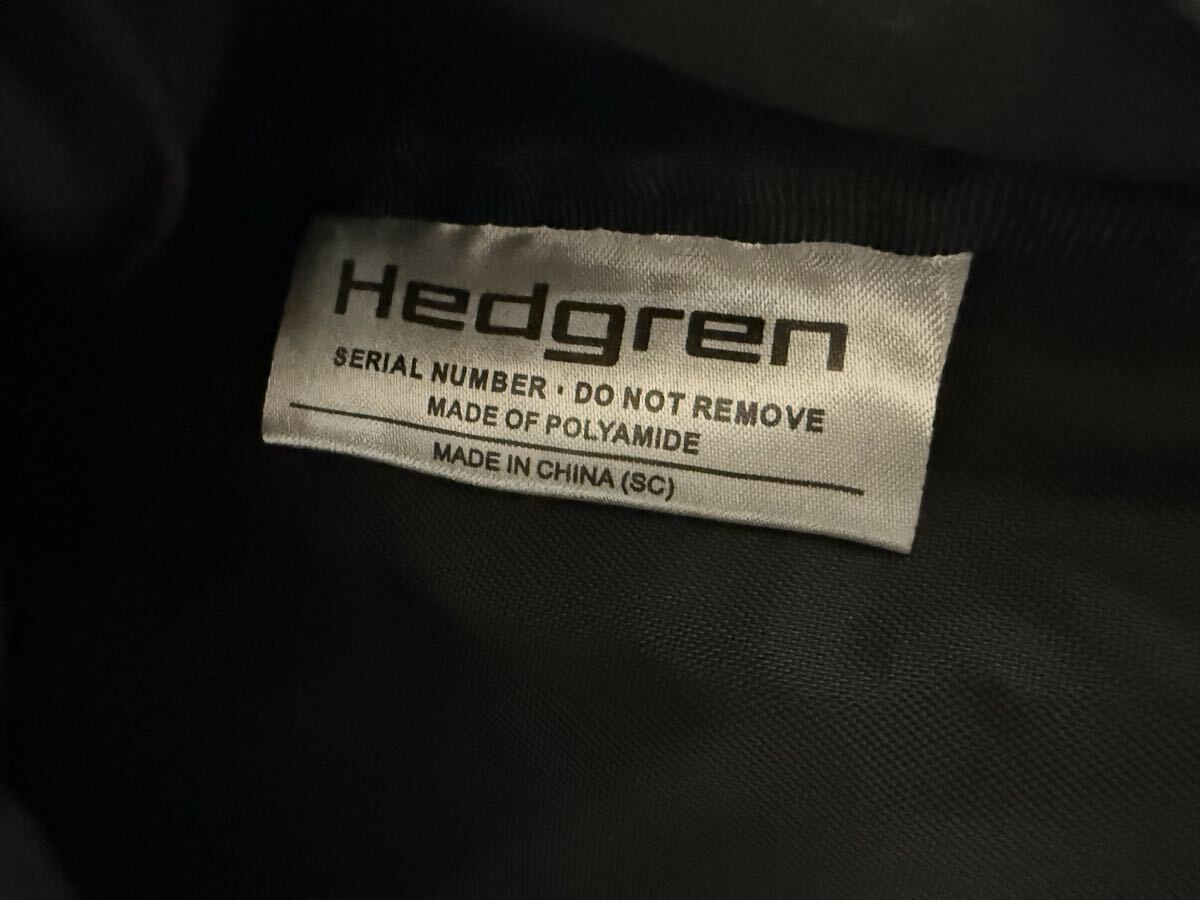 Hedgren
SERIAL NUMBER · DO NOT REMOVE
MADE OF POLYAMIDE
MADE IN CHINA (SC)